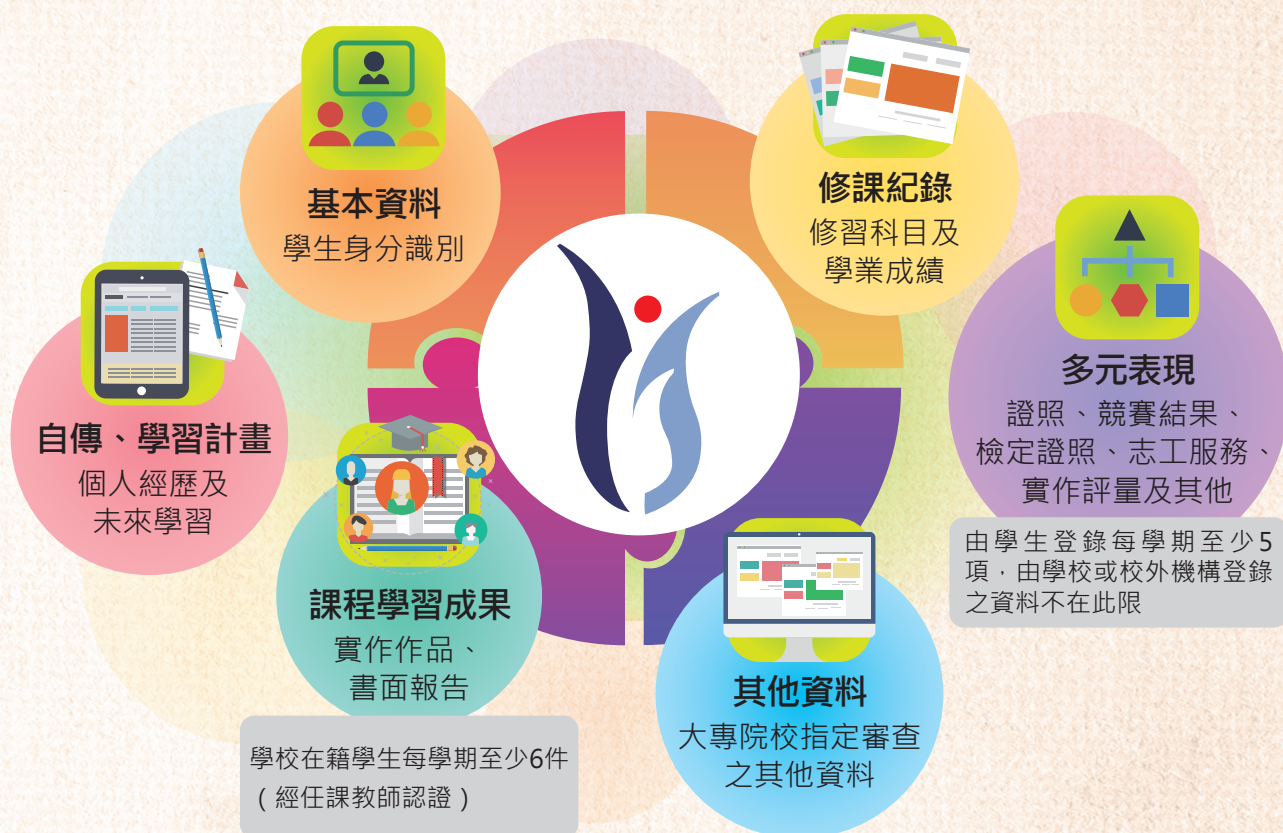 基本資料
學生身分識別
修課紀錄
修習科目及
學業成績
多元表現
證照、競賽結果、
檢定證照、志工服務、
實作評量及其他
由學生登錄每學期至少5
項，由學校或校外機構登錄
之資料不在此限
自傳、學習計畫
個人經歷及
未來學習
課程學習成果
實作作品、
書面報告
學校在籍學生每學期至少6件
（經任課教師認證）
其他資料
大專院校指定審查
之其他資料